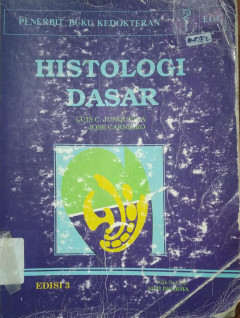 PENERBIT BUKU KEDOKTERAN
EGC
HISTOLOGI
DASAR
LUIS C. JUNQUEIRA
JOSE CARNEIRO
EDISI 3